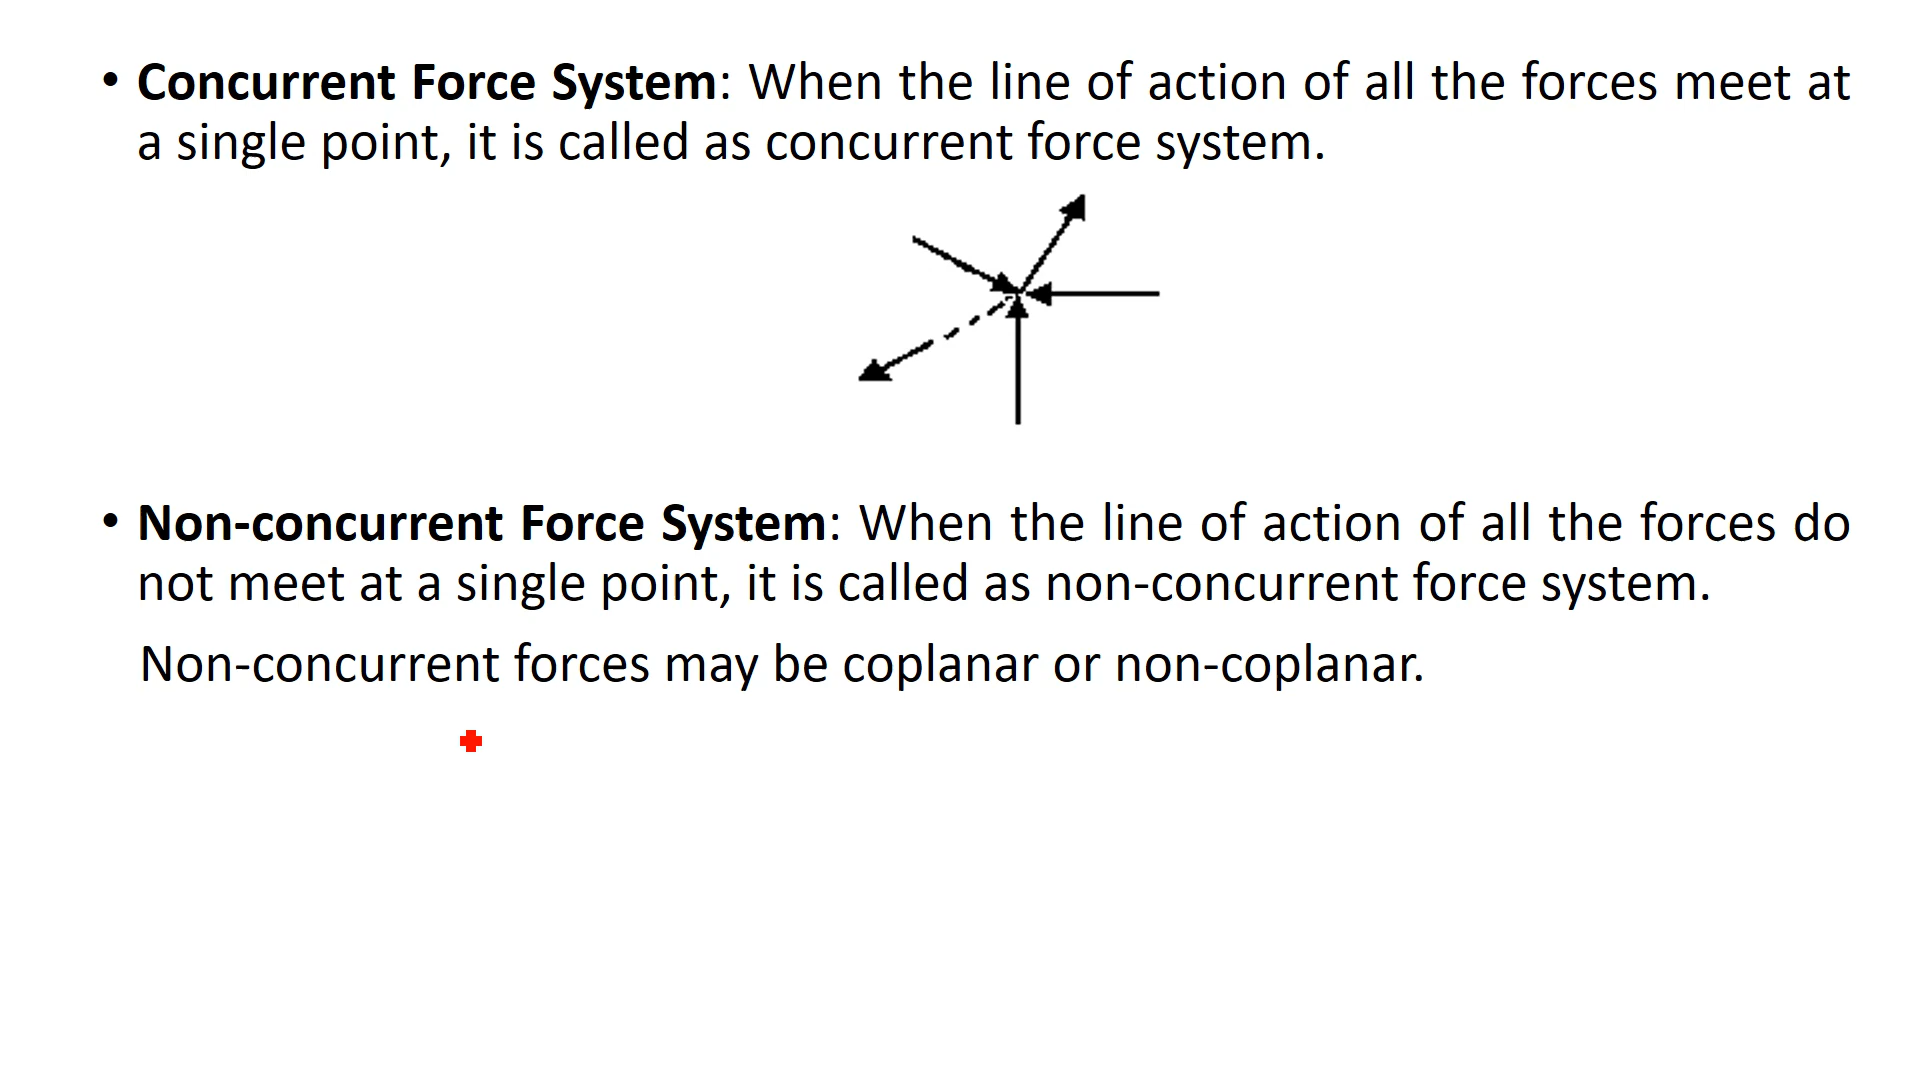 • Concurrent Force System: When the line of action of all the forces meet at
a single point, it is called as concurrent force system.
• Non-concurrent Force System: When the line of action of all the forces do
not meet at a single point, it is called as non-concurrent force system.
Non-concurrent forces may be coplanar or non-coplanar.